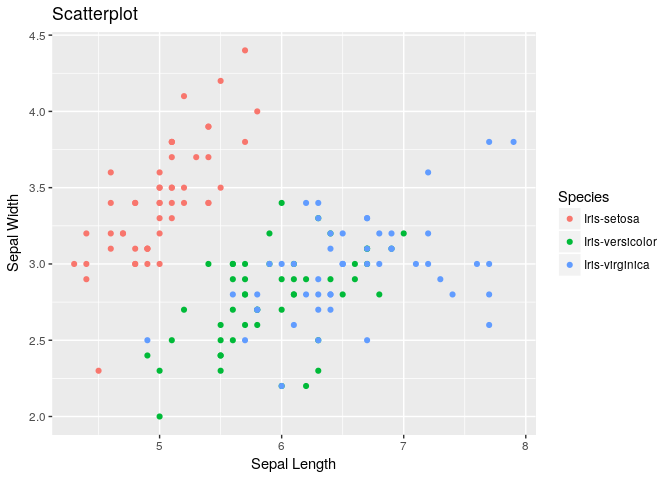 Scatterplot
4.5
4.0
3.5
3.0
2.5
2.0
Sepal Width
5 6 7 8
Sepal Length
Species
Iris-setosa
Iris-versicolor
Iris-virginica